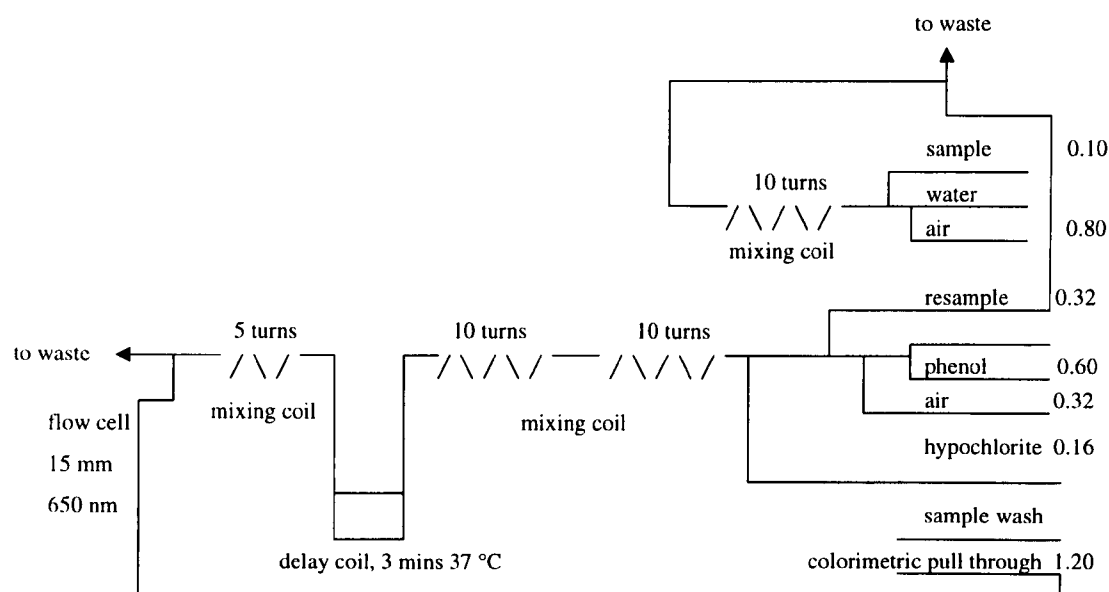 to waste
sample 0.10
10 turns
water
air 0.80
mixing coil
resample 0.32
5 turns 10 turns 10 turns
to waste
phenol 0.60
mixing coil
air 0.32
flow cell
mixing coil
hypochlorite 0.16
15 mm
650 nm
sample wash
delay coil, 3 mins 37 °C
colorimetric pull through 1.20